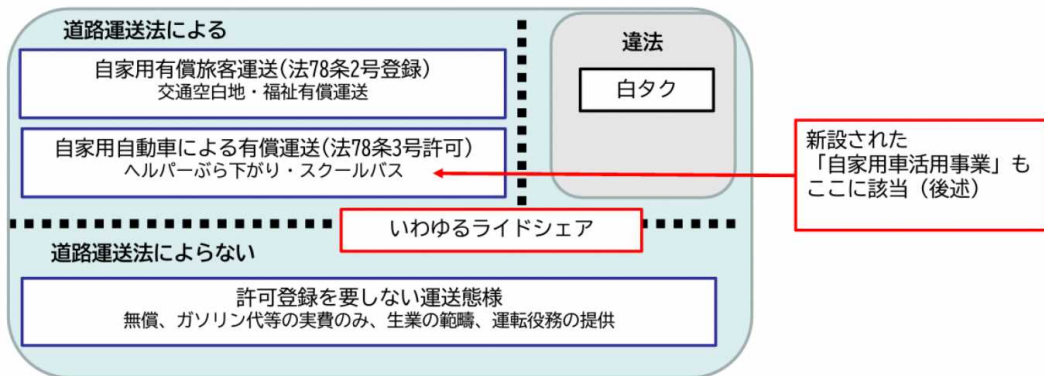 道路運送法による
自家用有償旅客運送(法78条2号登録)
交通空白地・福祉有償運送
自家用自動車による有償運送(法78条3号許可)
ヘルパーぶら下がり・スクールバス
違法
白タク
新設された
「自家用車活用事業」も
ここに該当（後述）
いわゆるライドシェア
道路運送法によらない
許可登録を要しない運送態様
無償、ガソリン代等の実費のみ、生業の範疇、運転役務の提供